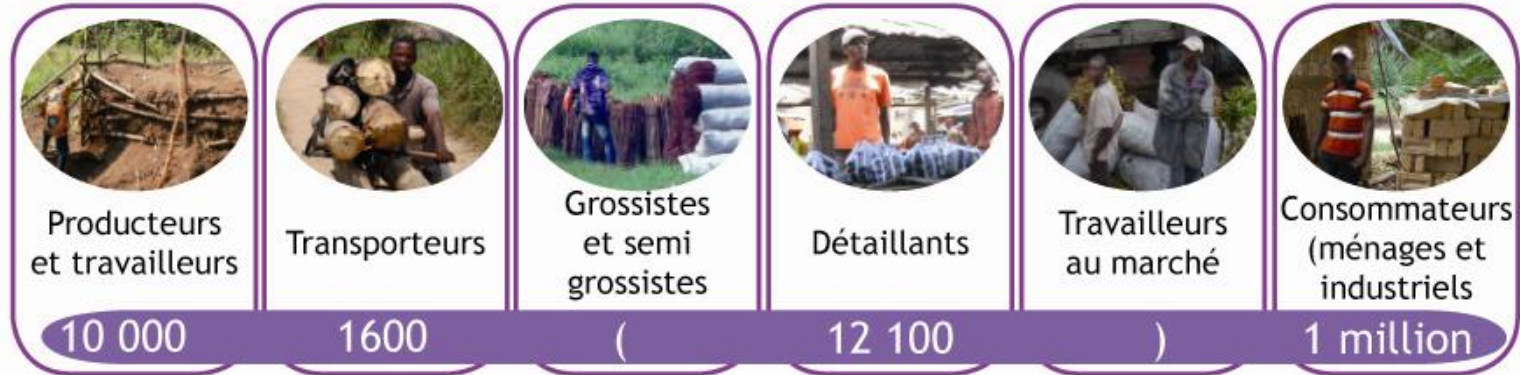 Producteurs
et travailleurs
Transporteurs
Grossistes
et semi
grossistes
Détaillants
Travailleurs
au marché
Consommateurs
(ménages et
industriels
10 000
1600
(
12 100
)
1 million